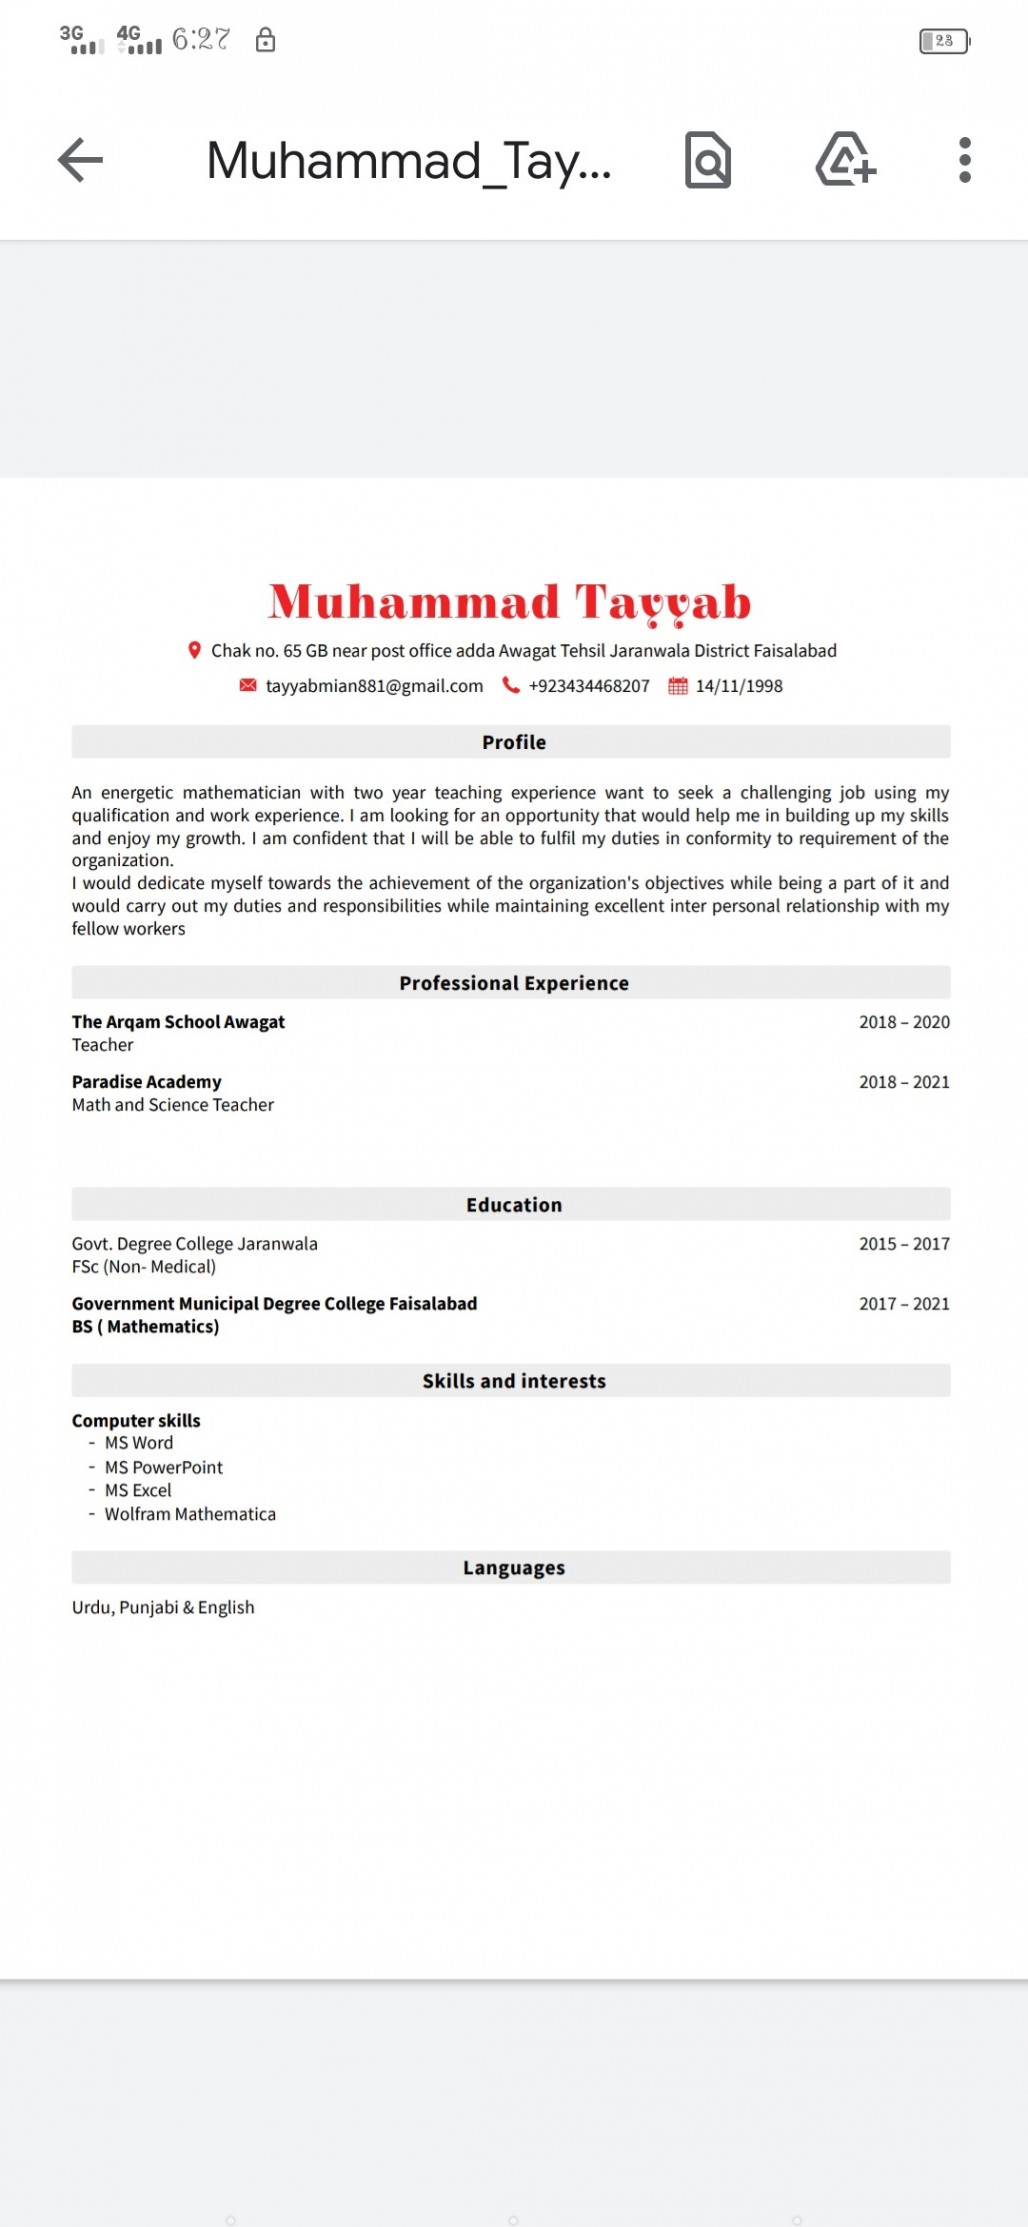 3G 4G 6:27 23
Muhammad_Tay...
Muhammad Tayyab
Chak no. 65 GB near post office adda Awagat Tehsil Jaranwala District Faisalabad
tayyabmian881@gmail.com +923434468207 14/11/1998
Profile
An energetic mathematician with two year teaching experience want to seek a challenging job using my
qualification and work experience. I am looking for an opportunity that would help me in building up my skills
and enjoy my growth. I am confident that I will be able to fulfil my duties in conformity to requirement of the
organization.
I would dedicate myself towards the achievement of the organization's objectives while being a part of it and
would carry out my duties and responsibilities while maintaining excellent inter personal relationship with my
fellow workers
Professional Experience
The Arqam School Awagat 2018 – 2020
Teacher
Paradise Academy 2018 – 2021
Math and Science Teacher
Education
Govt. Degree College Jaranwala 2015 – 2017
FSc (Non- Medical)
Government Municipal Degree College Faisalabad 2017 – 2021
BS ( Mathematics)
Skills and interests
Computer skills
- MS Word
- MS PowerPoint
- MS Excel
- Wolfram Mathematica
Languages
Urdu, Punjabi & English